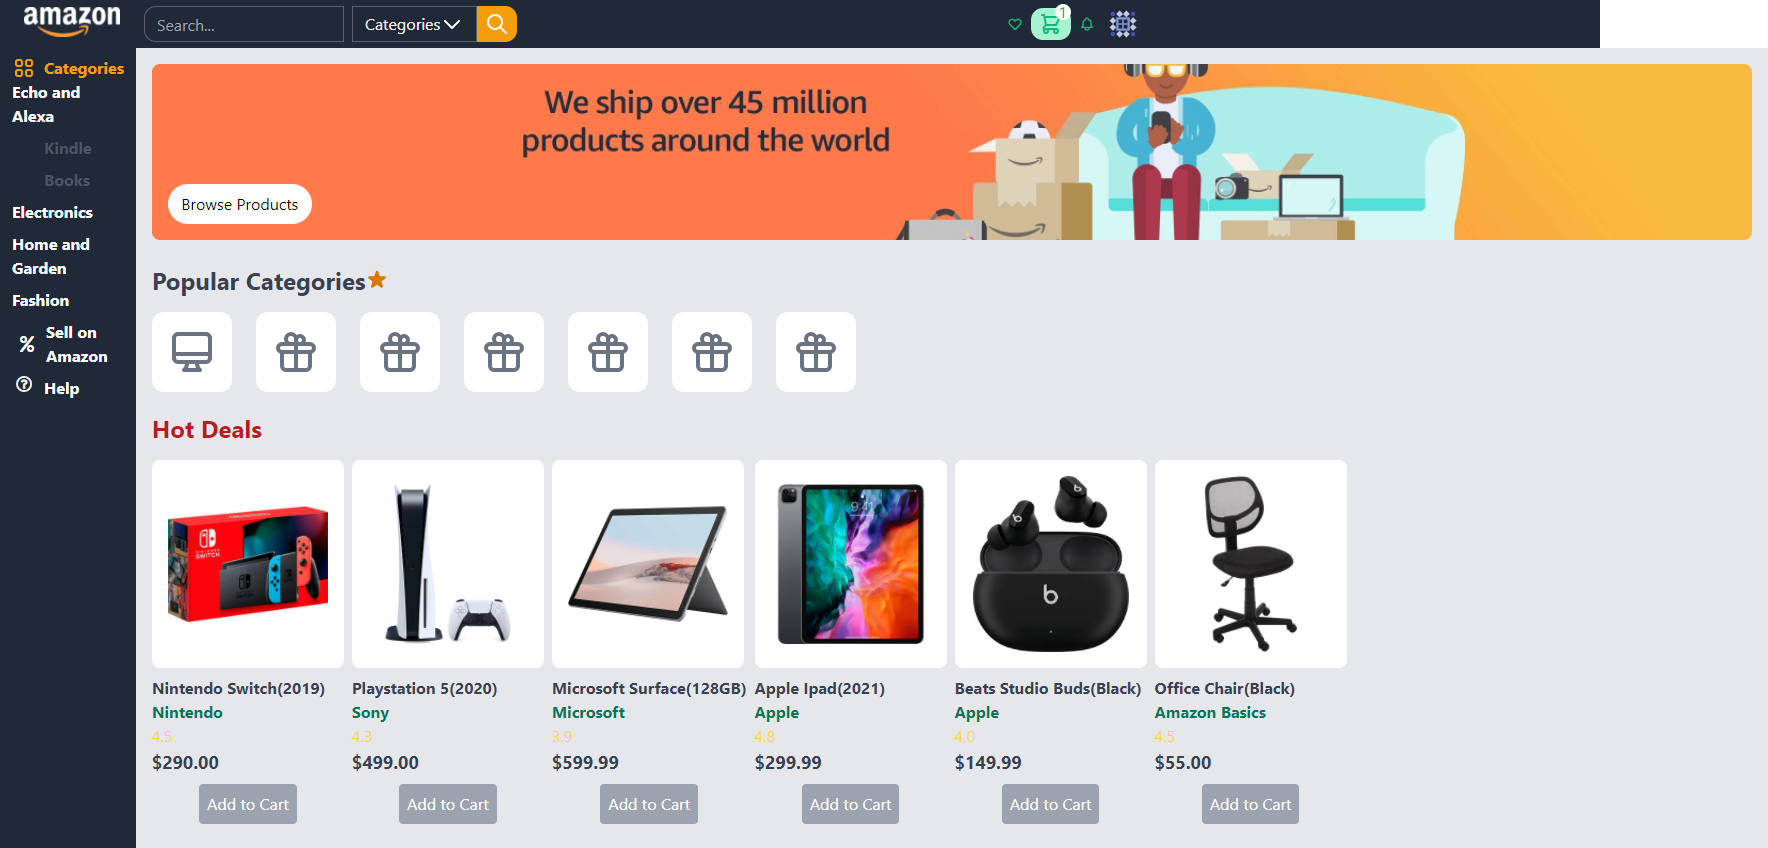 amazon
Search...
Categories
1
Categories
Echo and
Alexa
Kindle
Books
Electronics
Home and
Garden
Fashion
Sell on
Amazon
Help
We ship over 45 million
products around the world
Browse Products
Popular Categories
Hot Deals
NINTENDO
SWITCH
9:41
Nintendo Switch(2019)
Nintendo
4.5
$290.00
Add to Cart
Playstation 5(2020)
Sony
4.3
$499.00
Add to Cart
Microsoft Surface(128GB)
Microsoft
3.9
$599.99
Add to Cart
Apple Ipad(2021)
Apple
4.8
$299.99
Add to Cart
Beats Studio Buds(Black)
Apple
4.0
$149.99
Add to Cart
Office Chair(Black)
Amazon Basics
4.5
$55.00
Add to Cart